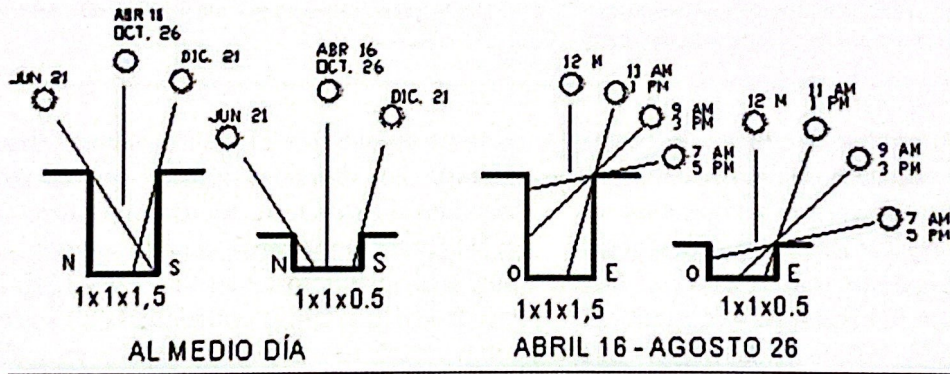 ABR 16
OCT. 26
DIC. 21
JUN 21
N
S
1x1x1,5
ABR 16
OCT. 26
DIC. 21
JUN 21
N
S
1x1x0.5
AL MEDIO DÍA
12 M
11 AM
1 PM
9 AM
3 PM
7 AM
5 PM
O
E
1x1x1,5
12 M
11 AM
1 PM
9 AM
3 PM
7 AM
5 PM
O
E
1x1x0.5
ABRIL 16 - AGOSTO 26